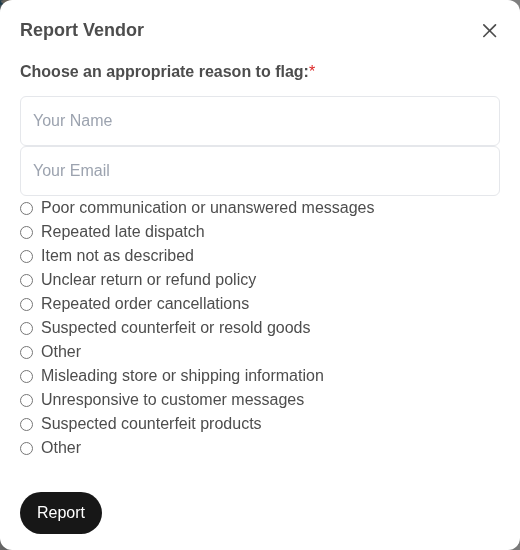 Report Vendor
Choose an appropriate reason to flag:*
Your Name
Your Email
Poor communication or unanswered messages
Repeated late dispatch
Item not as described
Unclear return or refund policy
Repeated order cancellations
Suspected counterfeit or resold goods
Other
Misleading store or shipping information
Unresponsive to customer messages
Suspected counterfeit products
Other
Report